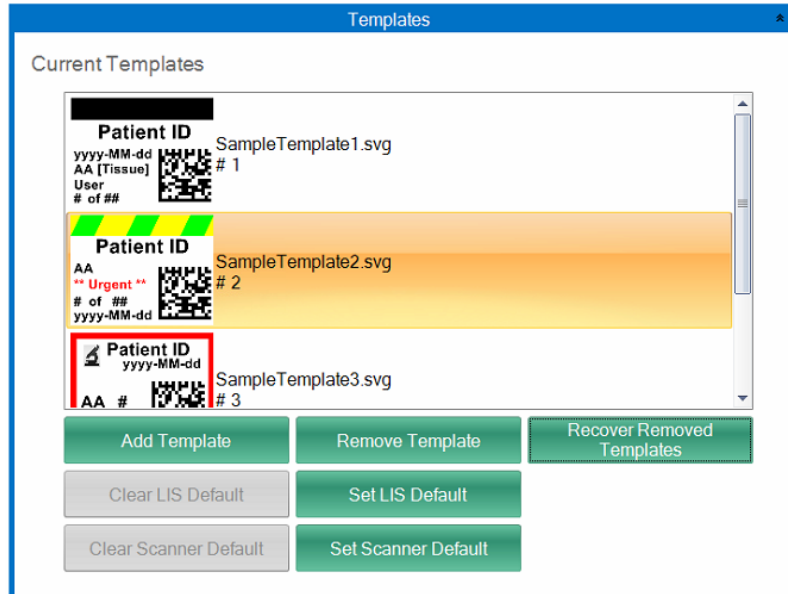 Templates
Current Templates
Patient ID
yyyy-MM-dd
AA [Tissue]
User
# of ##
SampleTemplate1.svg
# 1
Patient ID
AA
** Urgent **
# of ##
yyyy-MM-dd
SampleTemplate2.svg
# 2
Patient ID
yyyy-MM-dd
AA #
SampleTemplate3.svg
# 3
Add Template
Remove Template
Recover Removed
Templates
Clear LIS Default
Set LIS Default
Clear Scanner Default
Set Scanner Default